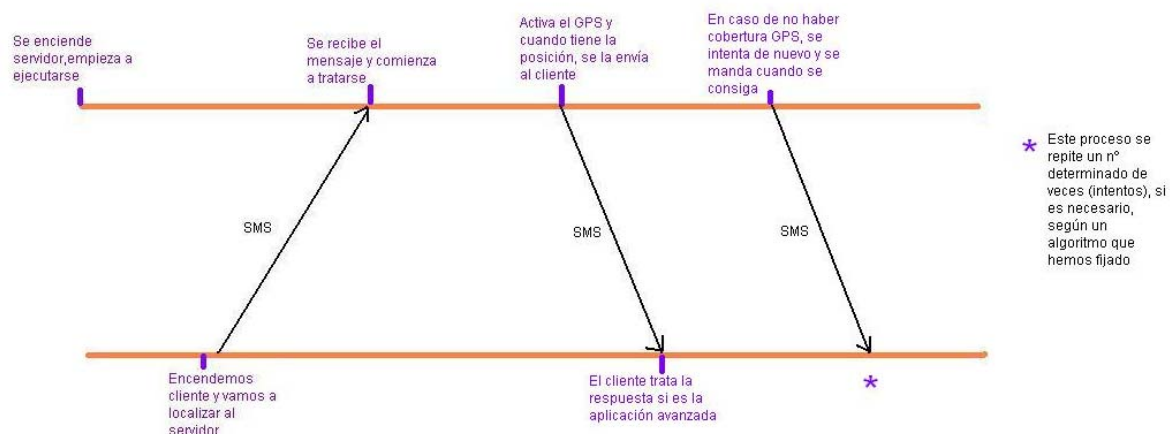 Se enciende
servidor,empieza a
ejecutarse
Se recibe el
mensaje y comienza
a tratarse
Activa el GPS y
cuando tiene la
posición, se la envía
al cliente
En caso de no haber
cobertura GPS, se
intenta de nuevo y se
manda cuando se
consiga
* Este proceso se
repite un nº
determinado de
veces (intentos), si
es necesario,
según un
algoritmo que
hemos fijado
SMS
SMS
SMS
Encendemos
cliente y vamos a
localizar al
servidor
El cliente trata la
respuesta si es la
aplicación avanzada
*